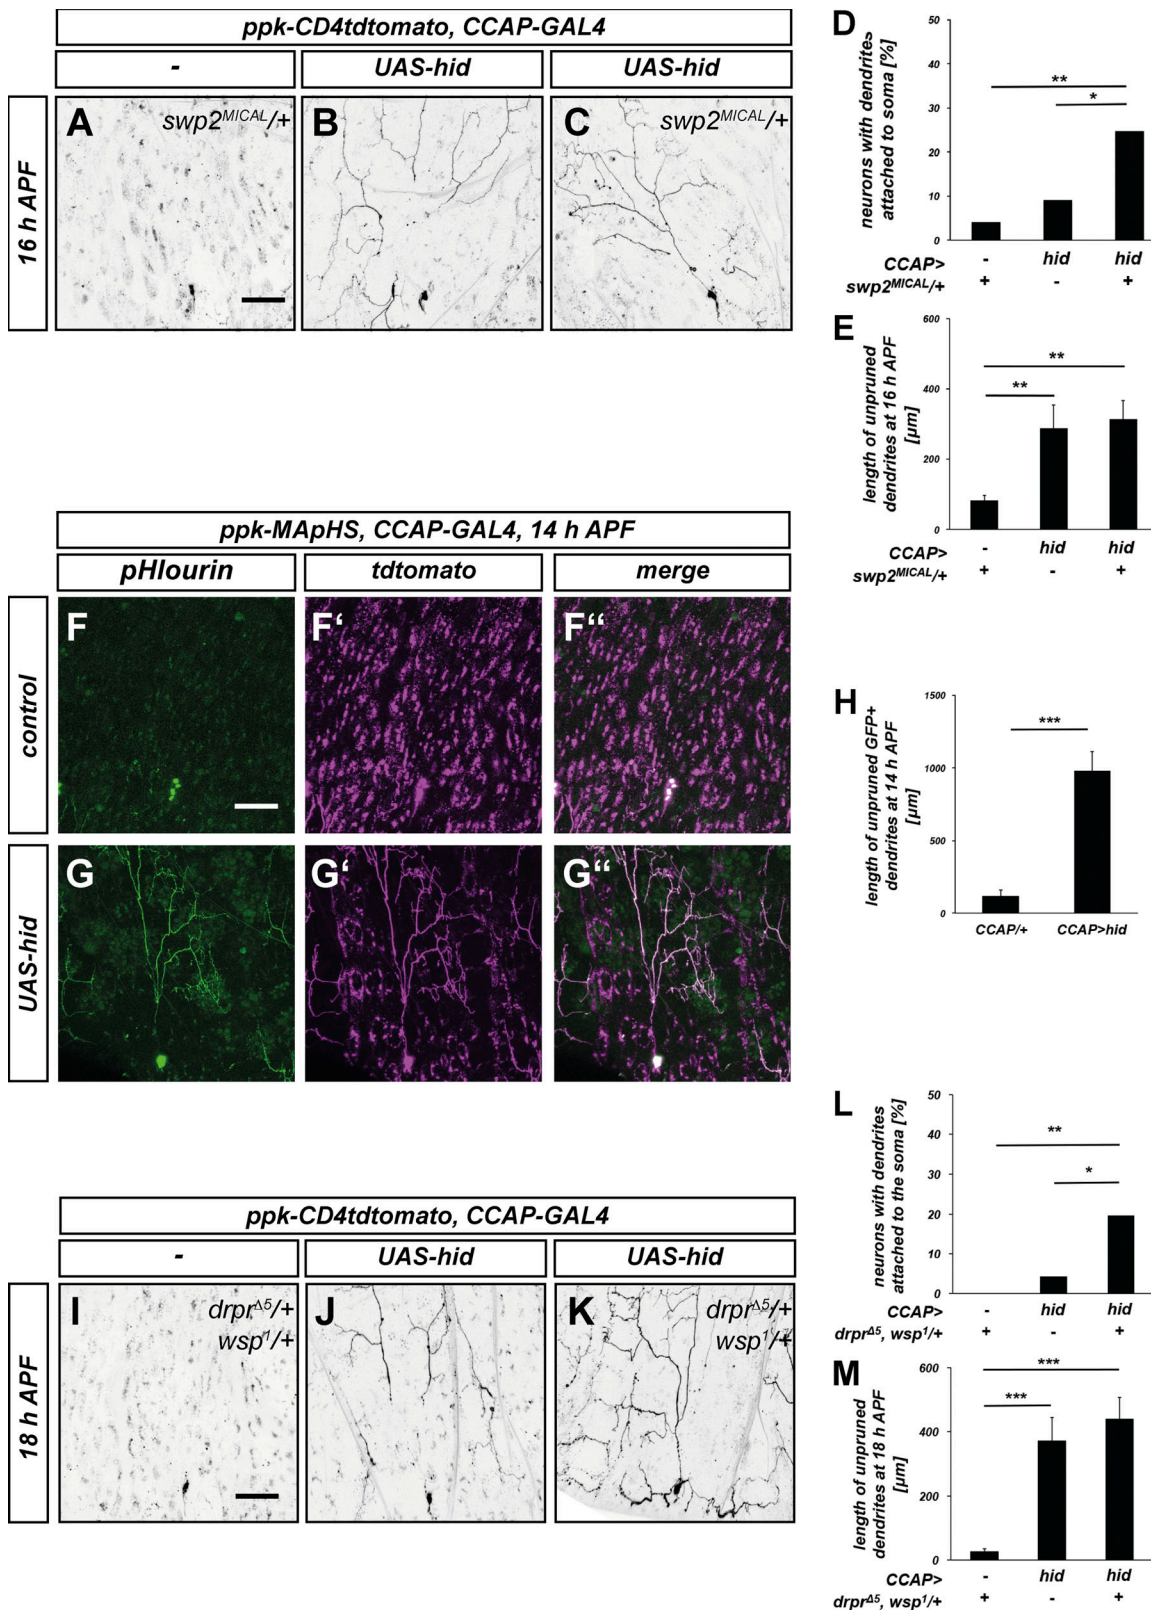 ppk-CD4tdtomato, CCAP-GAL4
- UAS-hid UAS-hid
16 h APF
A swp2MICAL/+ B C swp2MICAL/+
D
neurons with dendrites
attached to soma [%]
50
40
30
20
10
0
**
*
CCAP> - hid hid
swp2MICAL/+ + - +
E
length of unpruned
dendrites at 16 h APF
[µm]
600
400
200
0
**
**
CCAP> - hid hid
swp2MICAL/+ + - +
ppk-MApHS, CCAP-GAL4, 14 h APF
pHlourin tdtomato merge
control
F F‘ F“
UAS-hid
G G‘ G“
H
length of unpruned GFP+
dendrites at 14 h APF
[µm]
1500
1000
500
0
***
CCAP/+ CCAP>hid
ppk-CD4tdtomato, CCAP-GAL4
- UAS-hid UAS-hid
18 h APF
I drprΔ5/+
wsp1/+
J
K drprΔ5/+
wsp1/+
L
neurons with dendrites
attached to the soma [%]
50
40
30
20
10
0
**
*
CCAP> - hid hid
drprΔ5, wsp1/+ + - +
M
length of unpruned
dendrites at 18 h APF
[µm]
600
400
200
0
***
***
CCAP> - hid hid
drprΔ5, wsp1/+ + - +